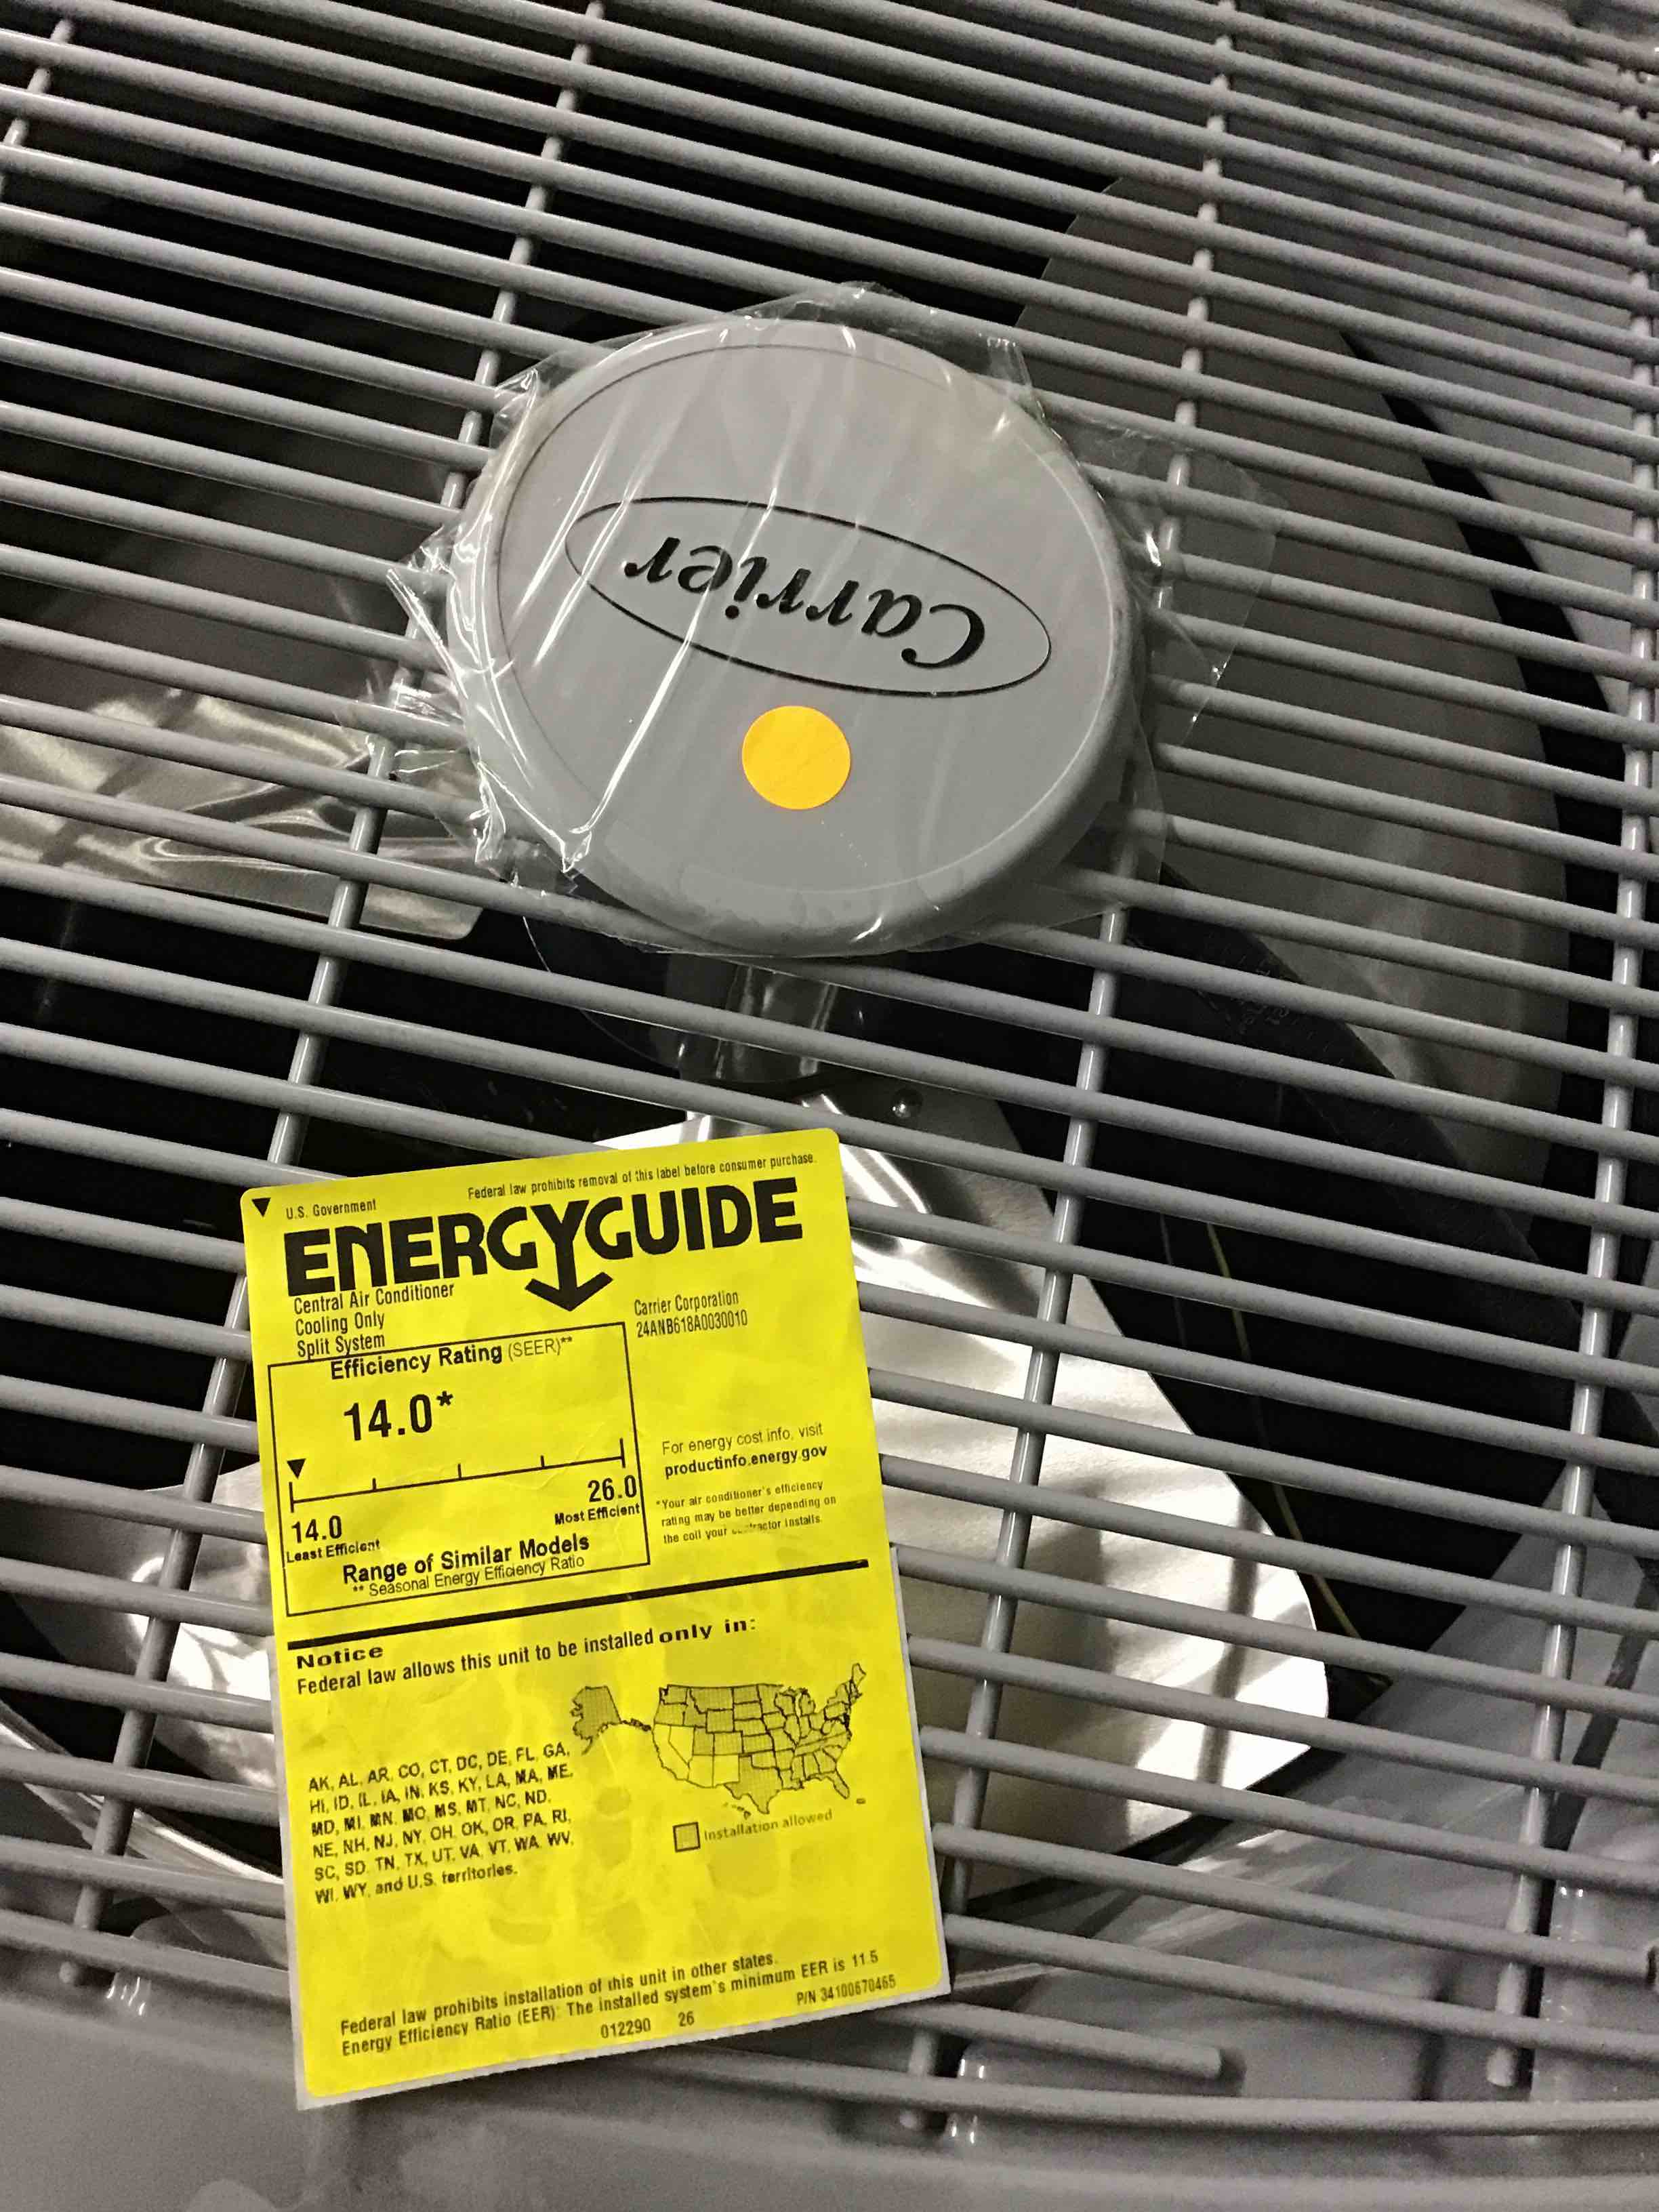 Carrier
Federal law prohibits removal of this label before consumer purchase.
U.S. Government
ENERGYGUIDE
Central Air Conditioner
Cooling Only
Split System
Carrier Corporation
24ANB618A0030010
Efficiency Rating (SEER)**
14.0*
14.0
Least Efficient
26.0
Most Efficient
Range of Similar Models
** Seasonal Energy Efficiency Ratio
For energy cost info, visit
productinfo.energy.gov
*Your air conditioner's efficiency
rating may be better depending on
the coil your contractor installs.
Notice
Federal law allows this unit to be installed only in:
AK, AL, AR, CO, CT, DC, DE, FL, GA,
HI, ID, IL, IA, IN, KS, KY, LA, MA, ME,
MD, MI, MN, MO, MS, MT, NC, ND,
NE, NH, NJ, NY, OH, OK, OR, PA, RI,
SC, SD, TN, TX, UT, VA, VT, WA, WV,
WI, WY, and U.S. territories.
Installation allowed
Federal law prohibits installation of this unit in other states.
Energy Efficiency Ratio (EER): The installed system's minimum EER is 11.5
012290 26
P/N 34100670465